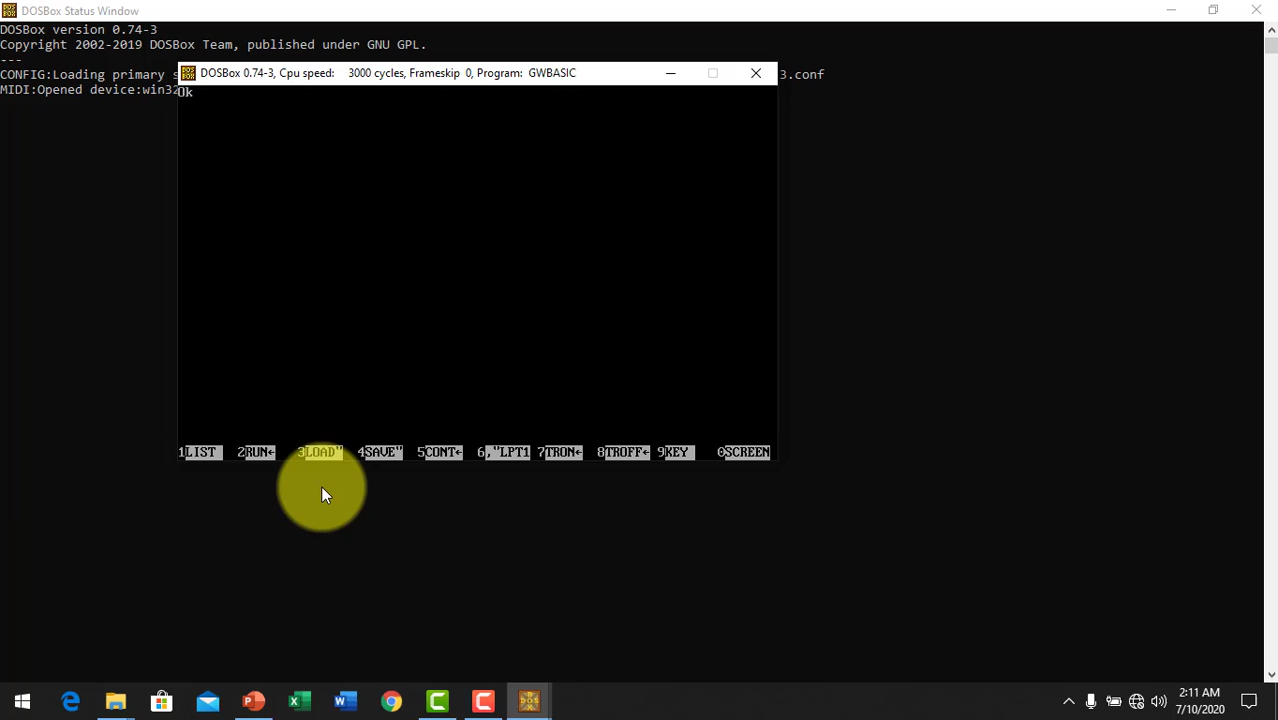 DOSBox Status Window
DOSBox version 0.74-3
Copyright 2002-2019 DOSBox Team, published under GNU GPL.
---
CONFIG:Loading primary s
3.conf
MIDI:Opened device:win32
DOSBox 0.74-3, Cpu speed: 3000 cycles, Frameskip 0, Program: GWBASIC
Ok
1LIST 2RUN← 3LOAD" 4SAVE" 5CONT← 6,"LPT1 7TRON← 8TROFF← 9KEY 0SCREEN
2:11 AM
7/10/2020